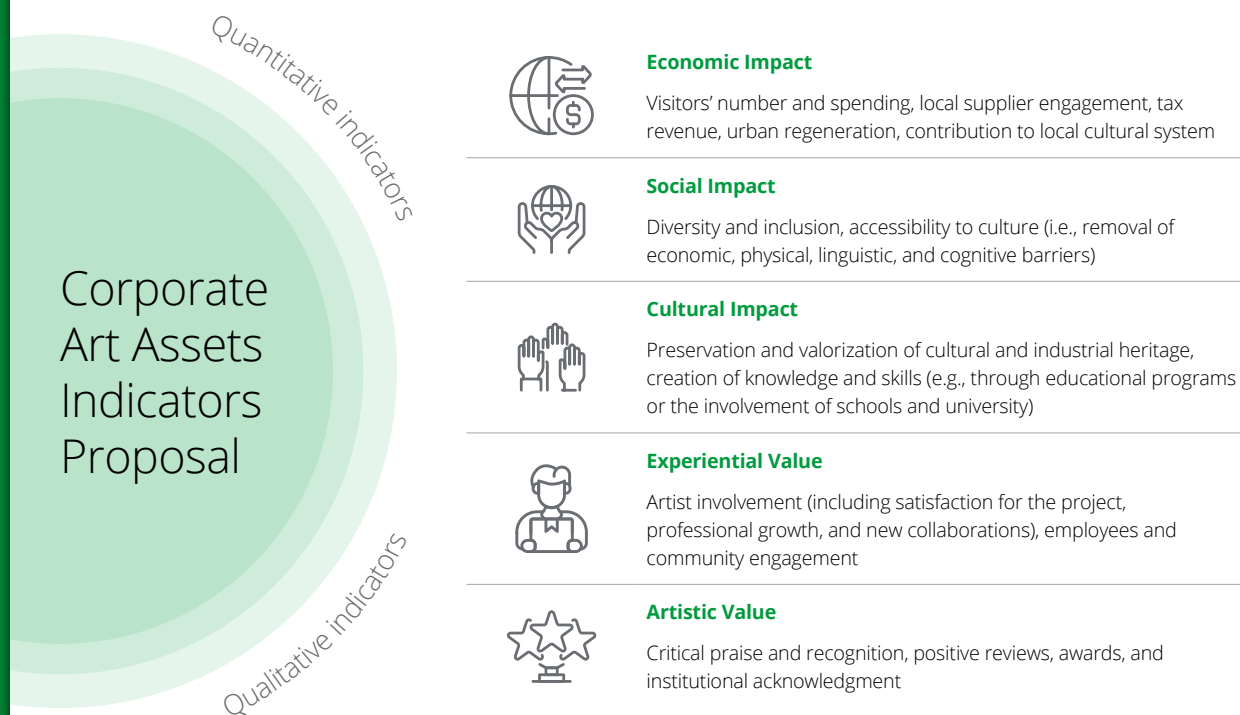 Quantitative indicators
Corporate
Art Assets
Indicators
Proposal
Qualitative indicators
Economic Impact
Visitors’ number and spending, local supplier engagement, tax
revenue, urban regeneration, contribution to local cultural system
Social Impact
Diversity and inclusion, accessibility to culture (i.e., removal of
economic, physical, linguistic, and cognitive barriers)
Cultural Impact
Preservation and valorization of cultural and industrial heritage,
creation of knowledge and skills (e.g., through educational programs
or the involvement of schools and university)
Experiential Value
Artist involvement (including satisfaction for the project,
professional growth, and new collaborations), employees and
community engagement
Artistic Value
Critical praise and recognition, positive reviews, awards, and
institutional acknowledgment